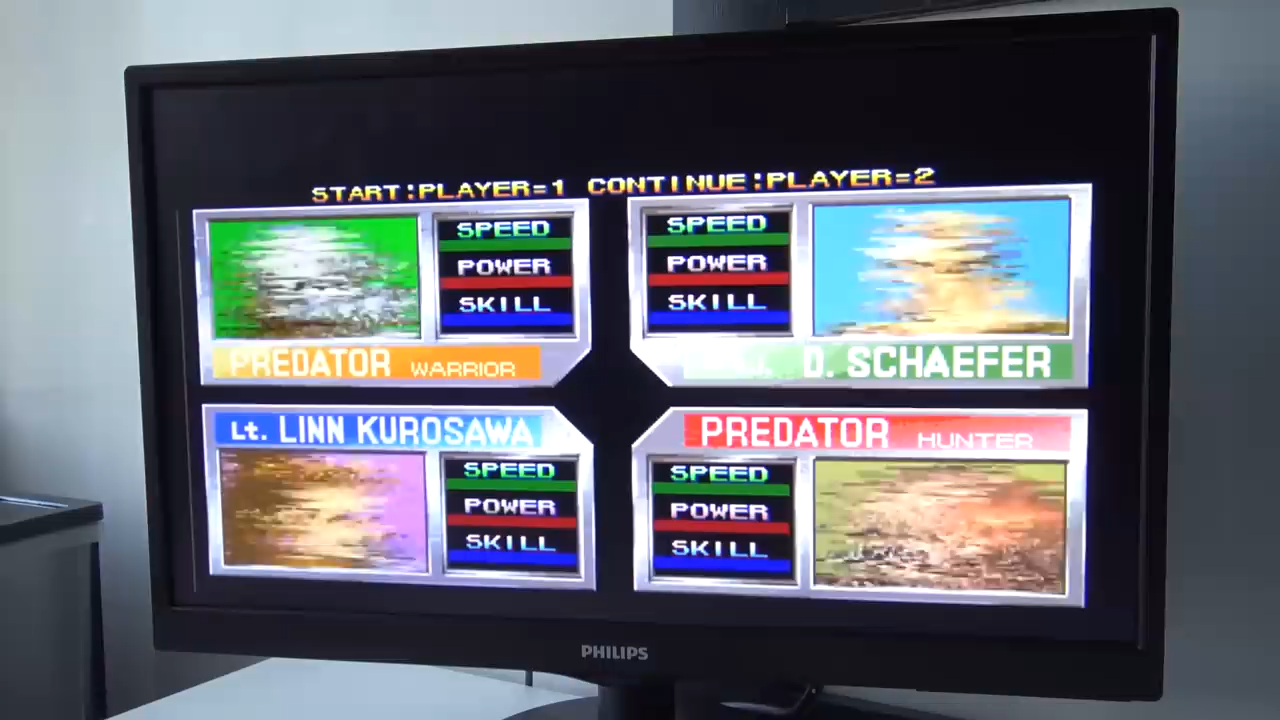 START:PLAYER=1 CONTINUE:PLAYER=2
SPEED
POWER
SKILL
PREDATOR WARRIOR
SPEED
POWER
SKILL
D. SCHAEFER
Lt. LINN KUROSAWA
SPEED
POWER
SKILL
PREDATOR HUNTER
SPEED
POWER
SKILL
PHILIPS